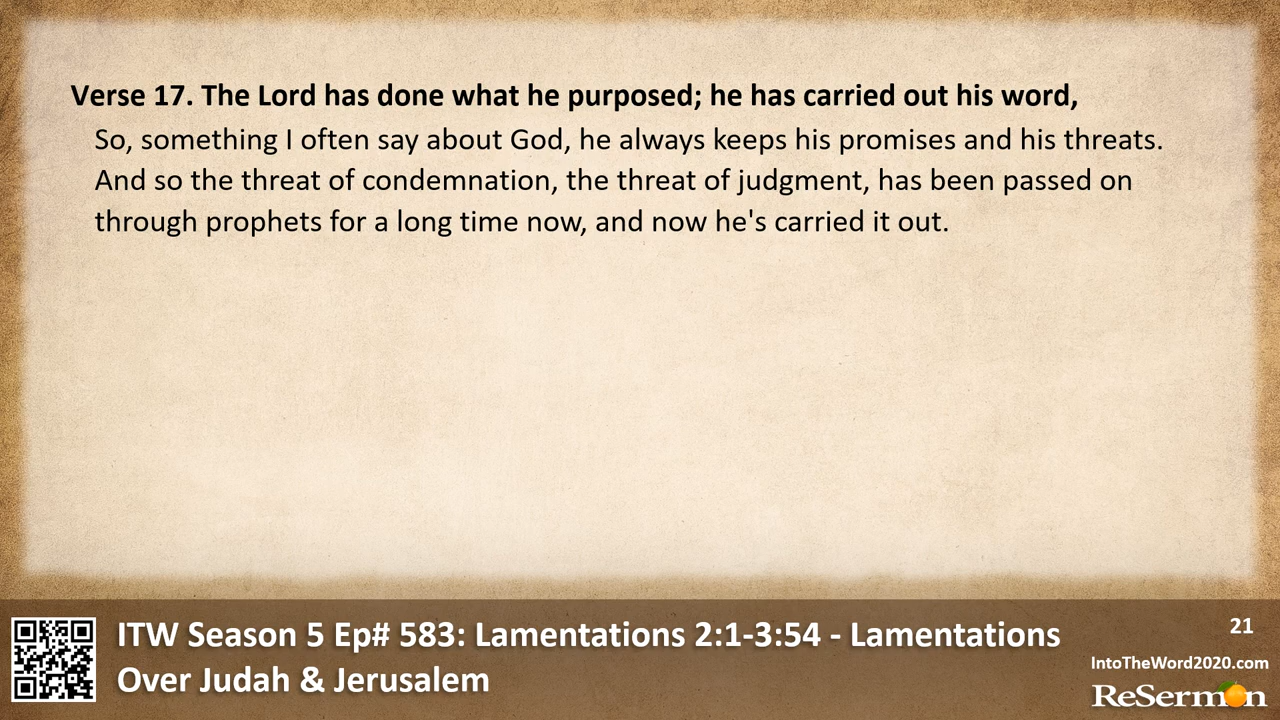 Verse 17. The Lord has done what he purposed; he has carried out his word,
So, something I often say about God, he always keeps his promises and his threats.
And so the threat of condemnation, the threat of judgment, has been passed on
through prophets for a long time now, and now he's carried it out.
ITW Season 5 Ep# 583: Lamentations 2:1-3:54 - Lamentations
Over Judah & Jerusalem
21
IntoTheWord2020.com
ReSermon